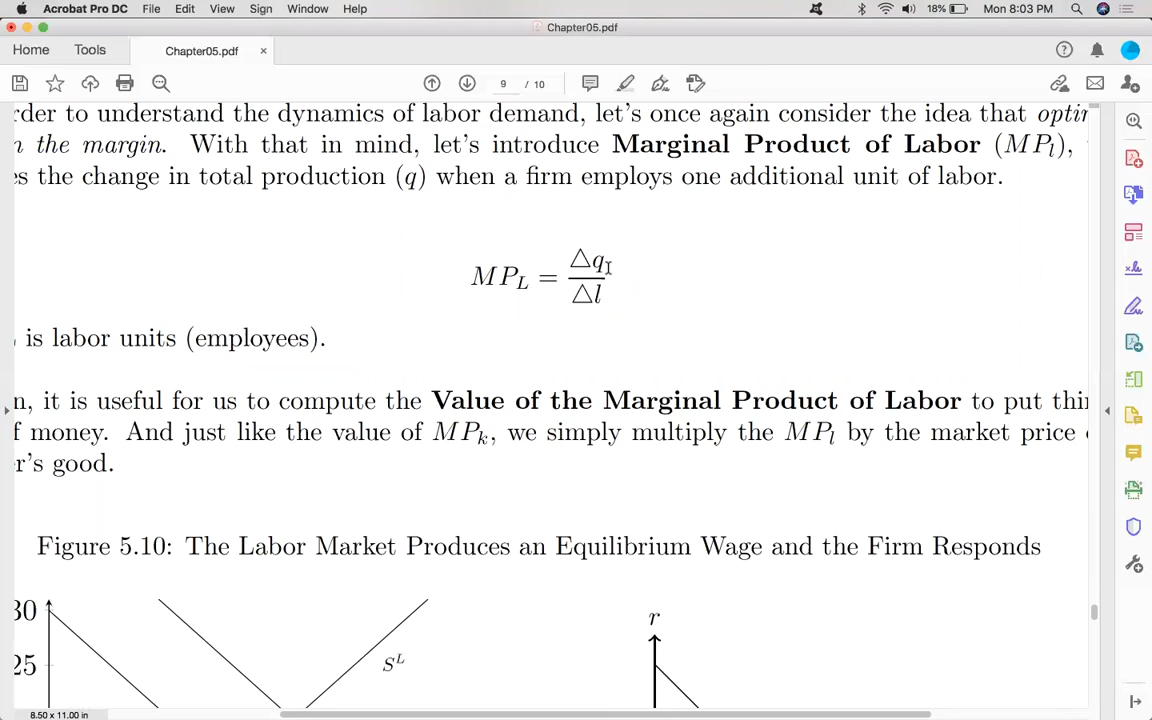 Acrobat Pro DC File Edit View Sign Window Help 18% Mon 8:03 PM
Chapter05.pdf
Home Tools Chapter05.pdf ×
9 / 10
rder to understand the dynamics of labor demand, let's once again consider the idea that optir
n the margin. With that in mind, let's introduce Marginal Product of Labor (MPₗ),
es the change in total production (q) when a firm employs one additional unit of labor.
MP_L = △q/△l
is labor units (employees).
n, it is useful for us to compute the Value of the Marginal Product of Labor to put thin
f money. And just like the value of MPₖ, we simply multiply the MPₗ by the market price
r's good.
Figure 5.10: The Labor Market Produces an Equilibrium Wage and the Firm Responds
30
r
25
S^L
8.50 x 11.00 in